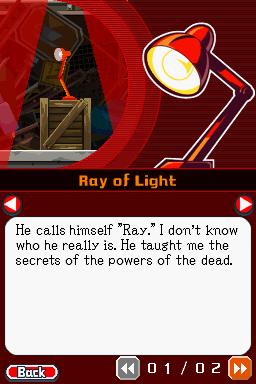 Ray of Light
He calls himself "Ray." I don't know
who he really is. He taught me the
secrets of the powers of the dead.
Back
01/02